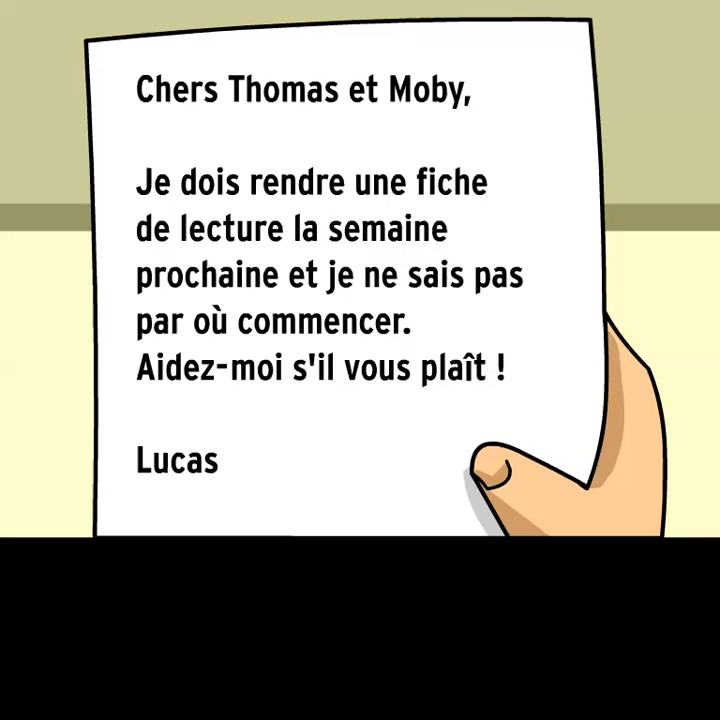 Chers Thomas et Moby,
Je dois rendre une fiche
de lecture la semaine
prochaine et je ne sais pas
par où commencer.
Aidez-moi s'il vous plaît !
Lucas